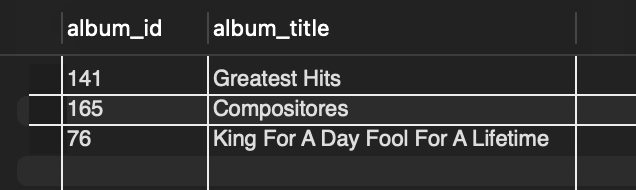 album_id album_title
141 Greatest Hits
165 Compositores
76 King For A Day Fool For A Lifetime